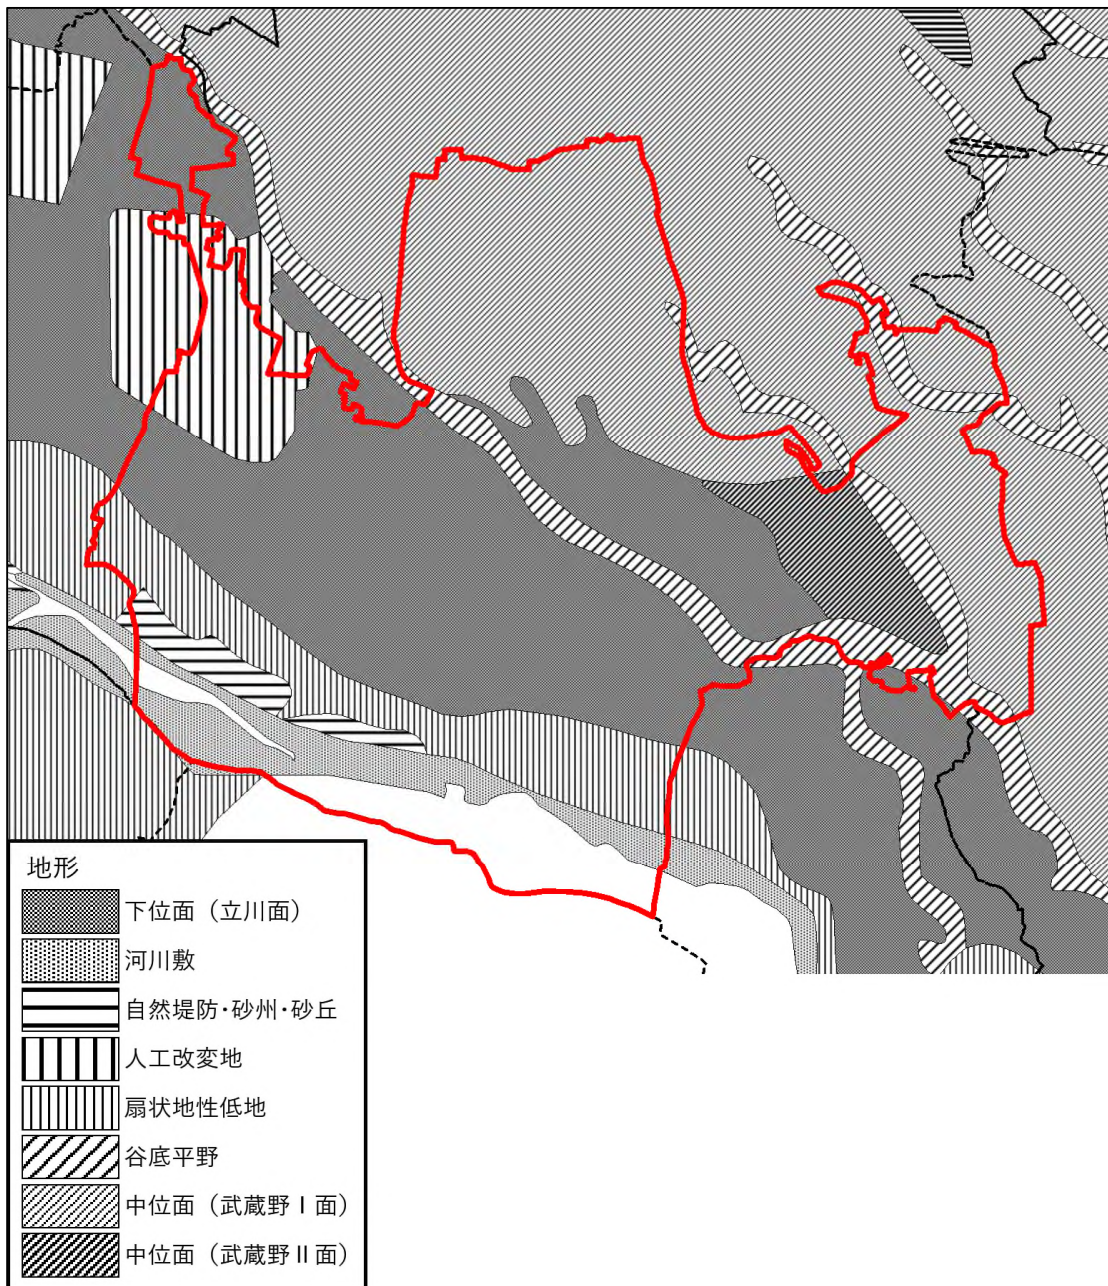 地形
下位面（立川面）
河川敷
自然堤防･砂州･砂丘
人工改変地
扇状地性低地
谷底平野
中位面（武蔵野Ⅰ面）
中位面（武蔵野Ⅱ面）